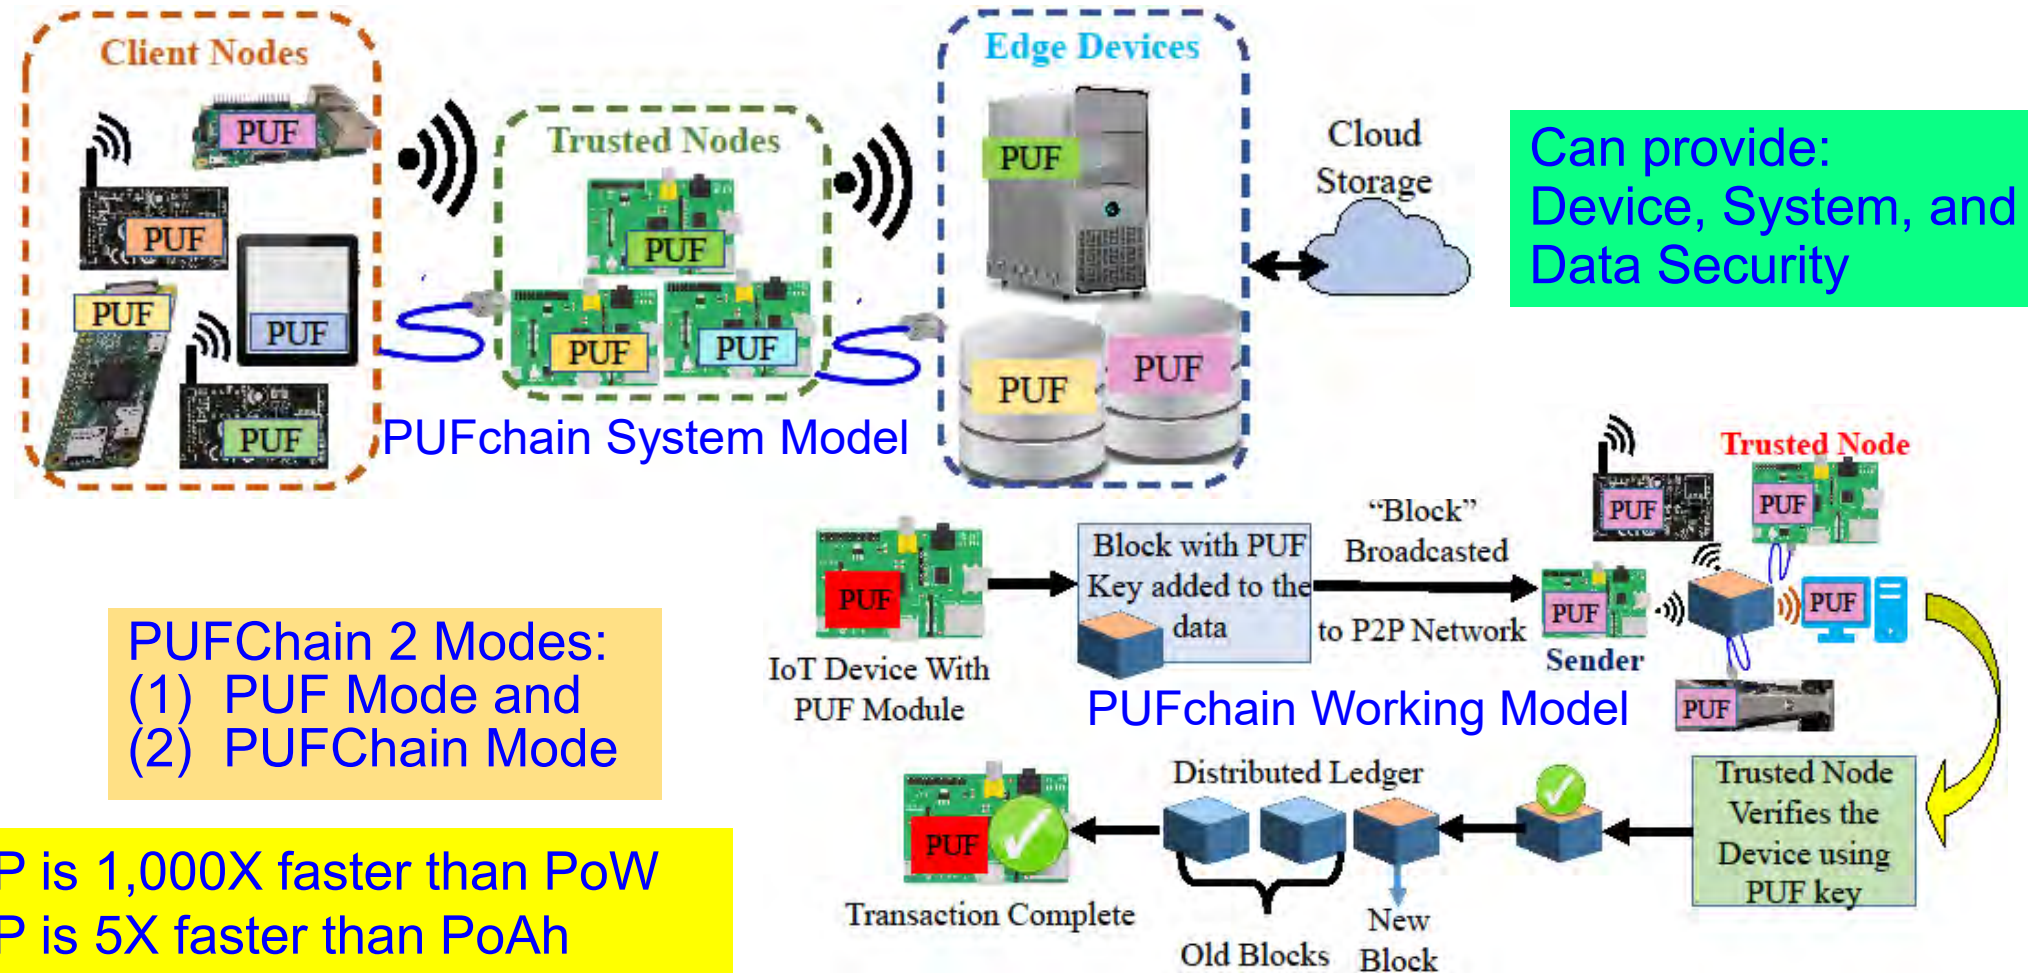 Client Nodes
PUF
PUF
PUF
PUF
PUF
Trusted Nodes
PUF
PUF
PUF
Edge Devices
PUF
PUF
PUF
Cloud
Storage
Can provide:
Device, System, and
Data Security
PUFchain System Model
PUFChain 2 Modes:
(1) PUF Mode and
(2) PUFChain Mode
P is 1,000X faster than PoW
P is 5X faster than PoAh
PUF
IoT Device With
PUF Module
Block with PUF
Key added to the
data
“Block”
Broadcasted
to P2P Network
PUF
Trusted Node
PUF
PUF
Sender
PUF
PUF
PUFchain Working Model
Trusted Node
Verifies the
Device using
PUF key
Distributed Ledger
Old Blocks
New
Block
PUF
Transaction Complete